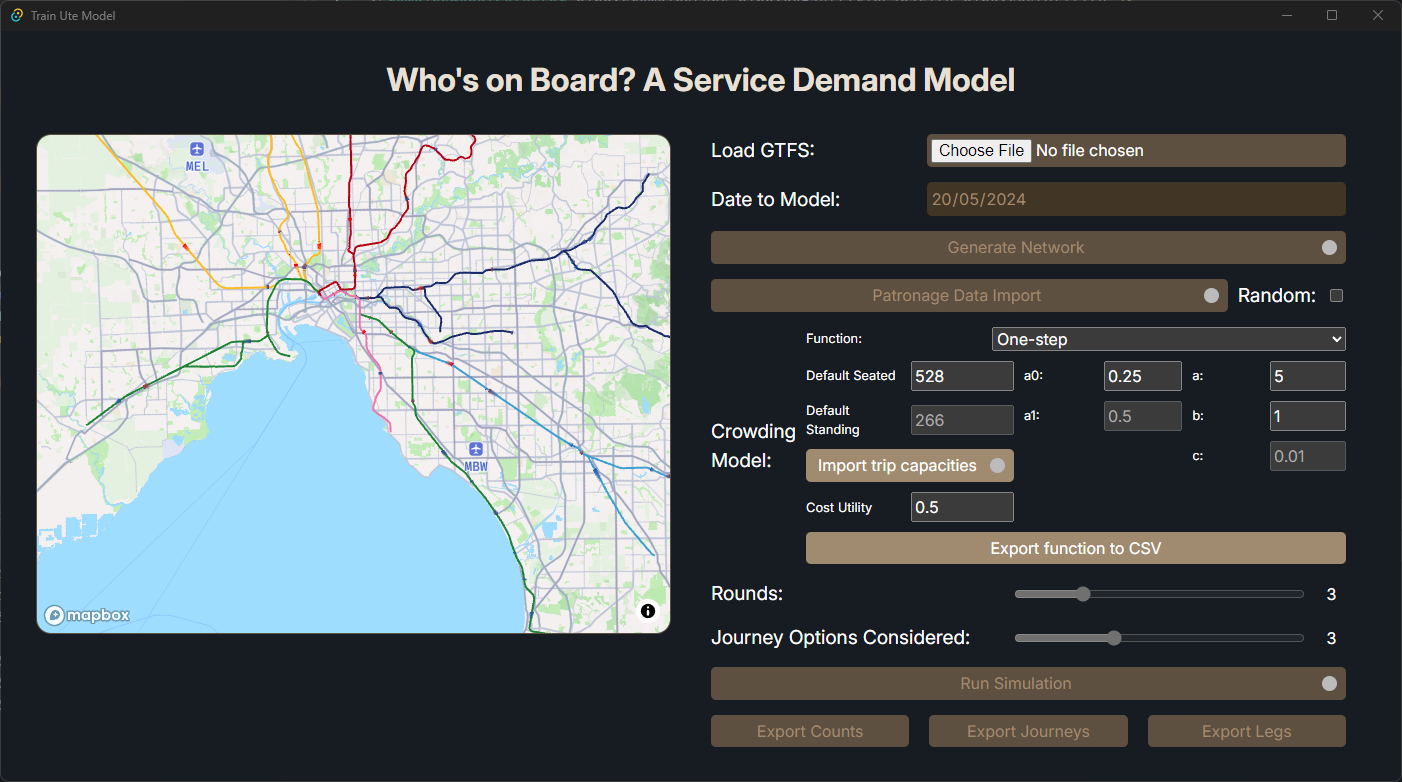 Train Ute Model
Who's on Board? A Service Demand Model
MEL
MBW
mapbox
Load GTFS:
Choose File No file chosen
Date to Model:
20/05/2024
Generate Network
Patronage Data Import
Random:
Crowding
Model:
Function:
One-step
Default Seated
528
a0:
0.25
a:
5
Default
Standing
266
a1:
0.5
b:
1
c:
0.01
Import trip capacities
Cost Utility
0.5
Export function to CSV
Rounds:
3
Journey Options Considered:
3
Run Simulation
Export Counts
Export Journeys
Export Legs